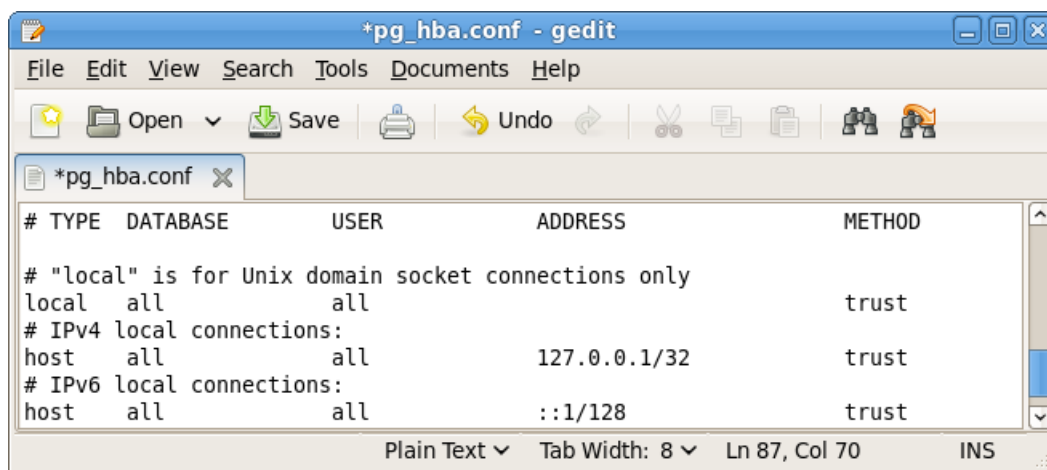 *pg_hba.conf - gedit
File Edit View Search Tools Documents Help
Open Save Undo
*pg_hba.conf
# TYPE  DATABASE        USER            ADDRESS                 METHOD
# "local" is for Unix domain socket connections only
local   all             all                                     trust
# IPv4 local connections:
host    all             all             127.0.0.1/32            trust
# IPv6 local connections:
host    all             all             ::1/128                 trust
Plain Text Tab Width: 8 Ln 87, Col 70 INS